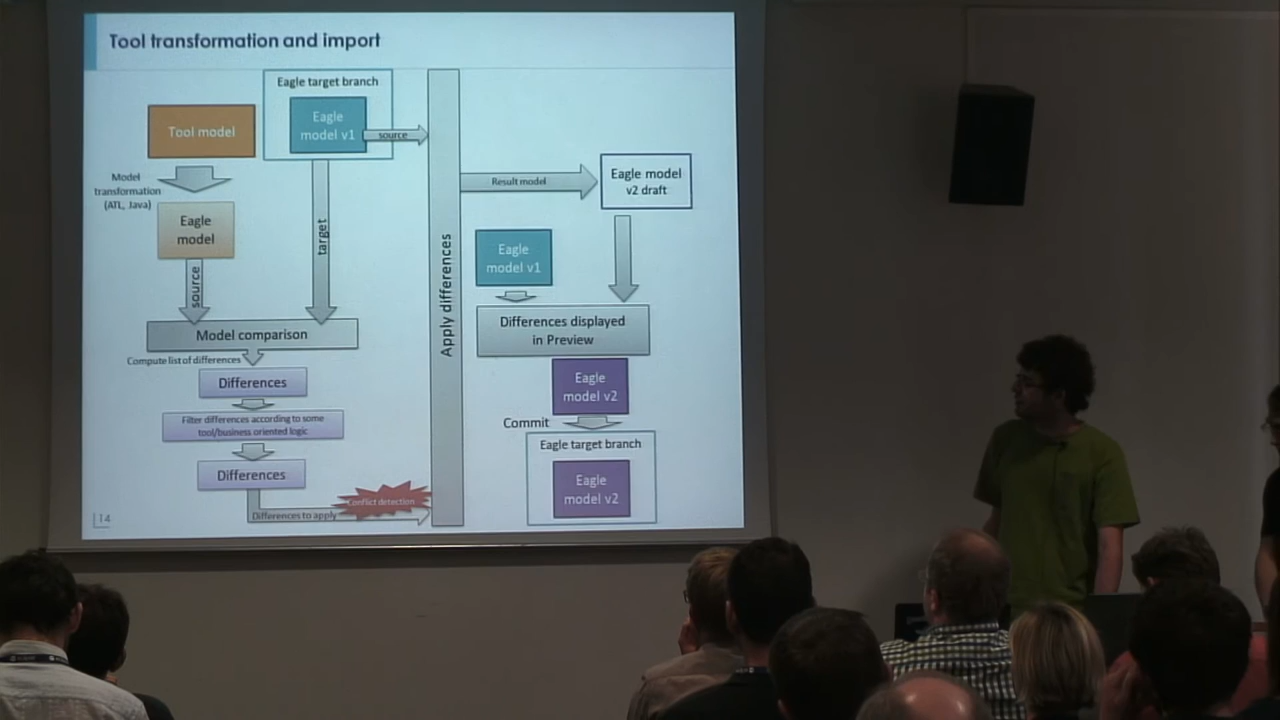 Tool transformation and import
Eagle target branch
Tool model
Eagle
model v1
source
Model
transformation
(ATL, Java)
Eagle
model
source
target
Model comparison
Compute list of differences
Differences
Filter differences according to some
tool/business oriented logic
Differences
Conflict detection
Differences to apply
Apply differences
Result model
Eagle model
v2 draft
Eagle
model v1
Differences displayed
in Preview
Eagle
model v2
Commit
Eagle target branch
Eagle
model v2
14